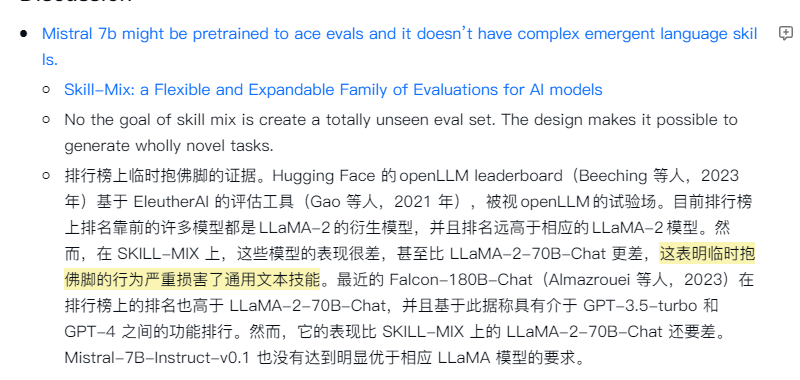 Mistral 7b might be pretrained to ace evals and it doesn't have complex emergent language skil
ls.
Skill-Mix: a Flexible and Expandable Family of Evaluations for AI models
No the goal of skill mix is create a totally unseen eval set. The design makes it possible to
generate wholly novel tasks.
排行榜上临时抱佛脚的证据。Hugging Face 的 openLLM leaderboard（Beeching 等人，2023
年）基于 EleutherAI 的评估工具（Gao 等人，2021 年），被视 openLLM 的试验场。目前排行榜
上排名靠前的许多模型都是 LLaMA-2 的衍生模型，并且排名远高于相应的 LLaMA-2 模型。然
而，在 SKILL-MIX 上，这些模型的表现很差，甚至比 LLaMA-2-70B-Chat 更差，这表明临时抱
佛脚的行为严重损害了通用文本技能。最近的 Falcon-180B-Chat（Almazrouei 等人，2023）在
排行榜上的排名也高于 LLaMA-2-70B-Chat，并且基于此据称具有介于 GPT-3.5-turbo 和
GPT-4 之间的功能排行。然而，它的表现比 SKILL-MIX 上的 LLaMA-2-70B-Chat 还要差。
Mistral-7B-Instruct-v0.1 也没有达到明显优于相应 LLaMA 模型的要求。